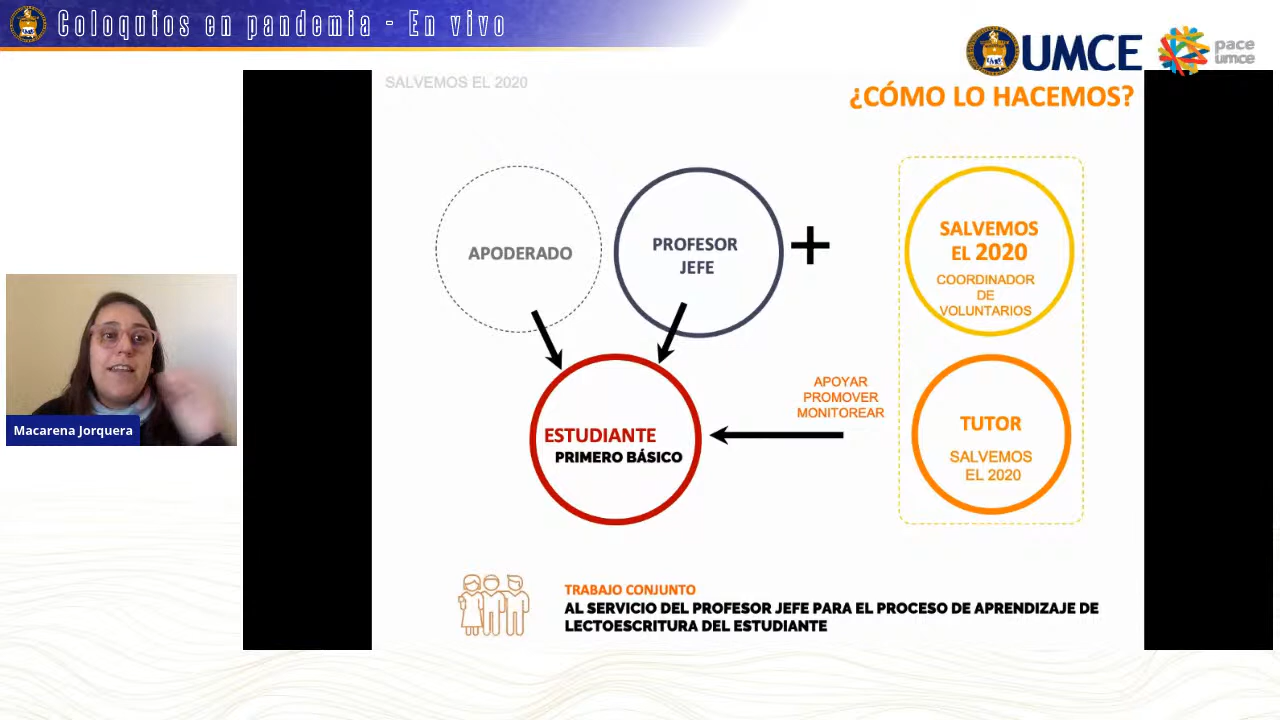 Coloquios en pandemia - En vivo
UMCE
pace
umce
SALVEMOS EL 2020
¿CÓMO LO HACEMOS?
APODERADO
PROFESOR
JEFE
SALVEMOS
EL 2020
COORDINADOR
DE
VOLUNTARIOS
APOYAR
PROMOVER
MONITOREAR
ESTUDIANTE
PRIMERO BÁSICO
TUTOR
SALVEMOS
EL 2020
Macarena Jorquera
TRABAJO CONJUNTO
AL SERVICIO DEL PROFESOR JEFE PARA EL PROCESO DE APRENDIZAJE DE
LECTOESCRITURA DEL ESTUDIANTE